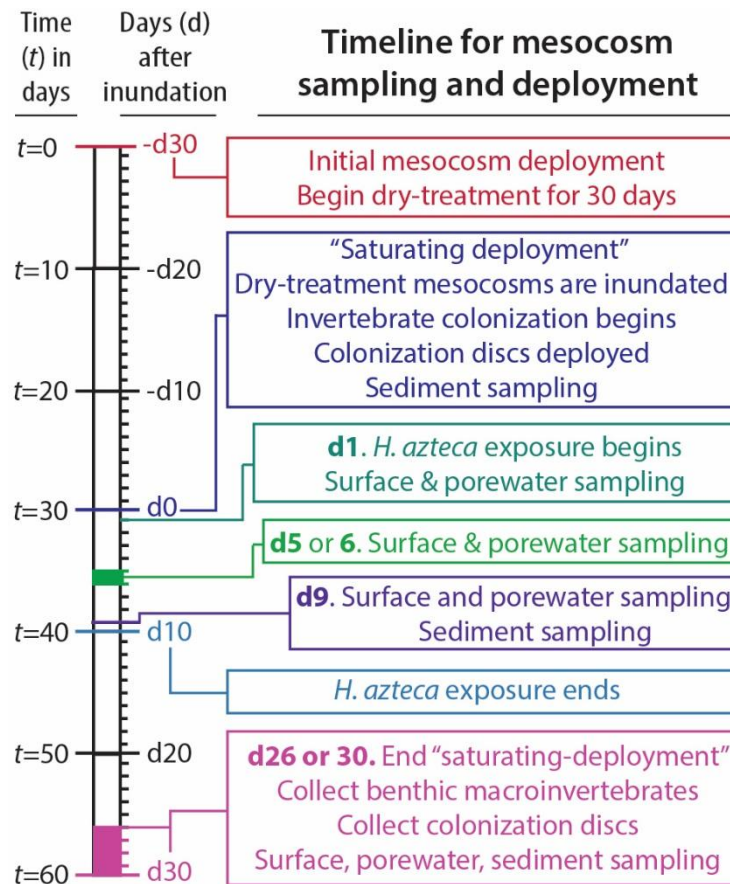 Time
(t) in
days
Days (d)
after
inundation
Timeline for mesocosm
sampling and deployment
t=0
-d30
Initial mesocosm deployment
Begin dry-treatment for 30 days
t=10
-d20
“Saturating deployment”
Dry-treatment mesocosms are inundated
Invertebrate colonization begins
Colonization discs deployed
Sediment sampling
t=20
-d10
d1. H. azteca exposure begins
Surface & porewater sampling
t=30
d0
d5 or 6. Surface & porewater sampling
d9. Surface and porewater sampling
Sediment sampling
t=40
d10
H. azteca exposure ends
t=50
d20
d26 or 30. End “saturating-deployment”
Collect benthic macroinvertebrates
Collect colonization discs
Surface, porewater, sediment sampling
t=60
d30